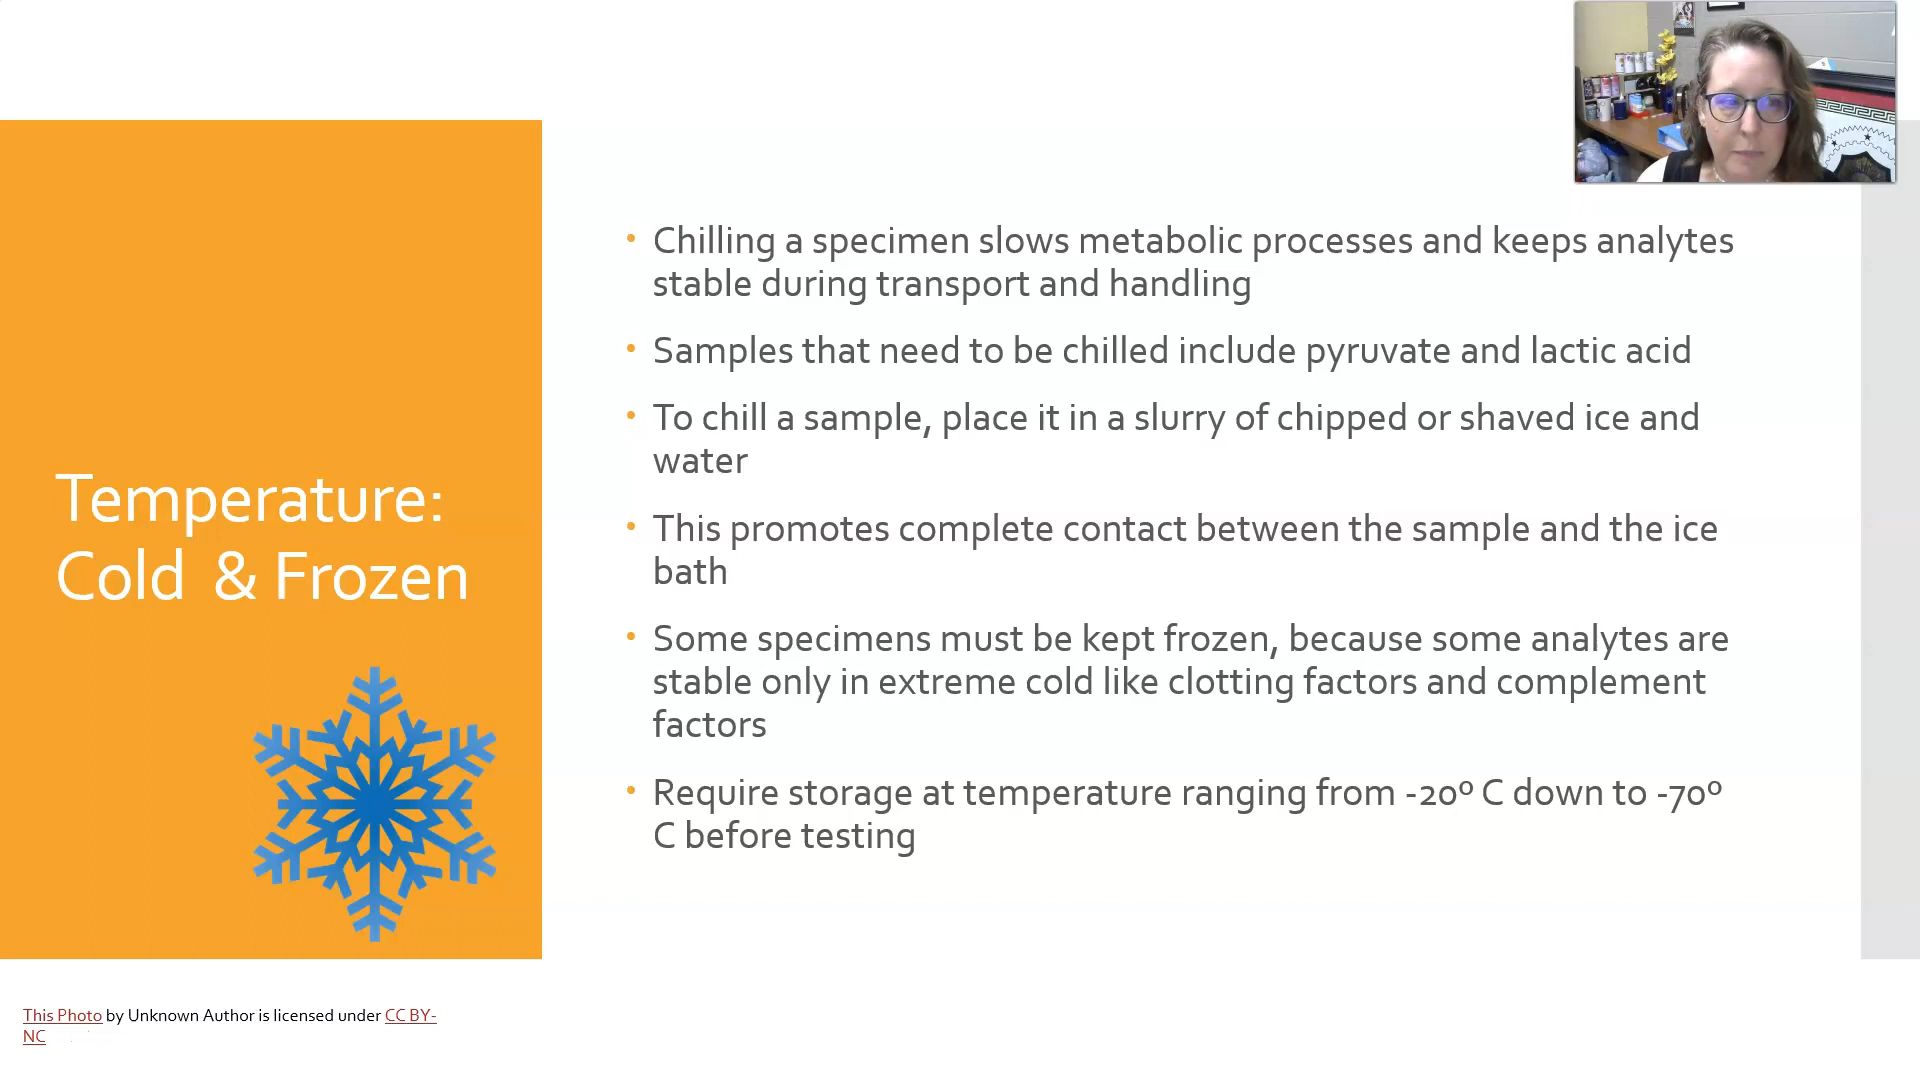 Temperature:
Cold & Frozen
• Chilling a specimen slows metabolic processes and keeps analytes
stable during transport and handling
• Samples that need to be chilled include pyruvate and lactic acid
• To chill a sample, place it in a slurry of chipped or shaved ice and
water
• This promotes complete contact between the sample and the ice
bath
• Some specimens must be kept frozen, because some analytes are
stable only in extreme cold like clotting factors and complement
factors
• Require storage at temperature ranging from -20º C down to -70º
C before testing
This Photo by Unknown Author is licensed under CC BY-
NC